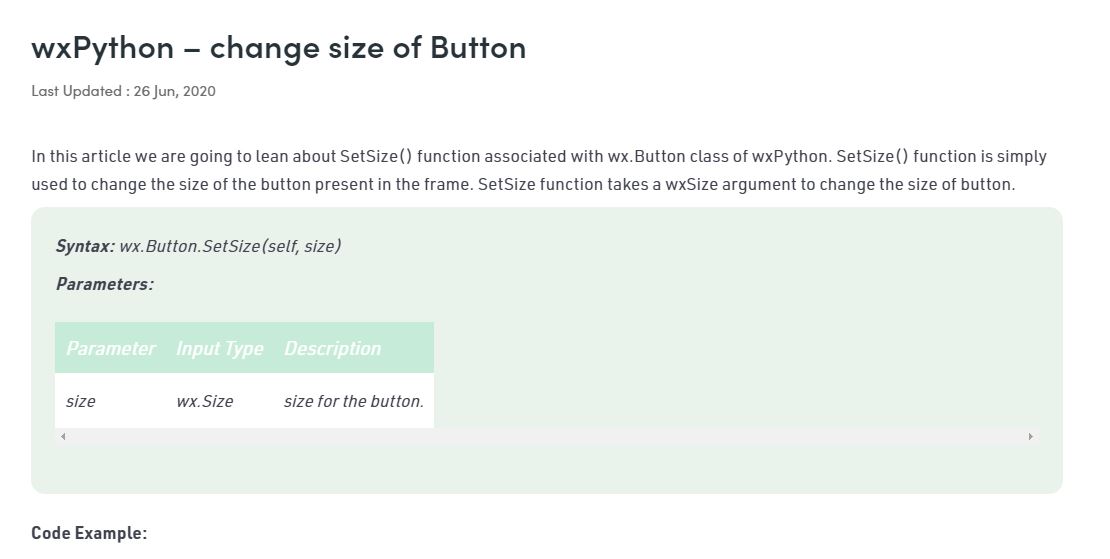 wxPython – change size of Button
Last Updated : 26 Jun, 2020
In this article we are going to lean about SetSize() function associated with wx.Button class of wxPython. SetSize() function is simply
used to change the size of the button present in the frame. SetSize function takes a wxSize argument to change the size of button.
Syntax: wx.Button.SetSize(self, size)
Parameters:
Parameter Input Type Description
size wx.Size size for the button.
Code Example: